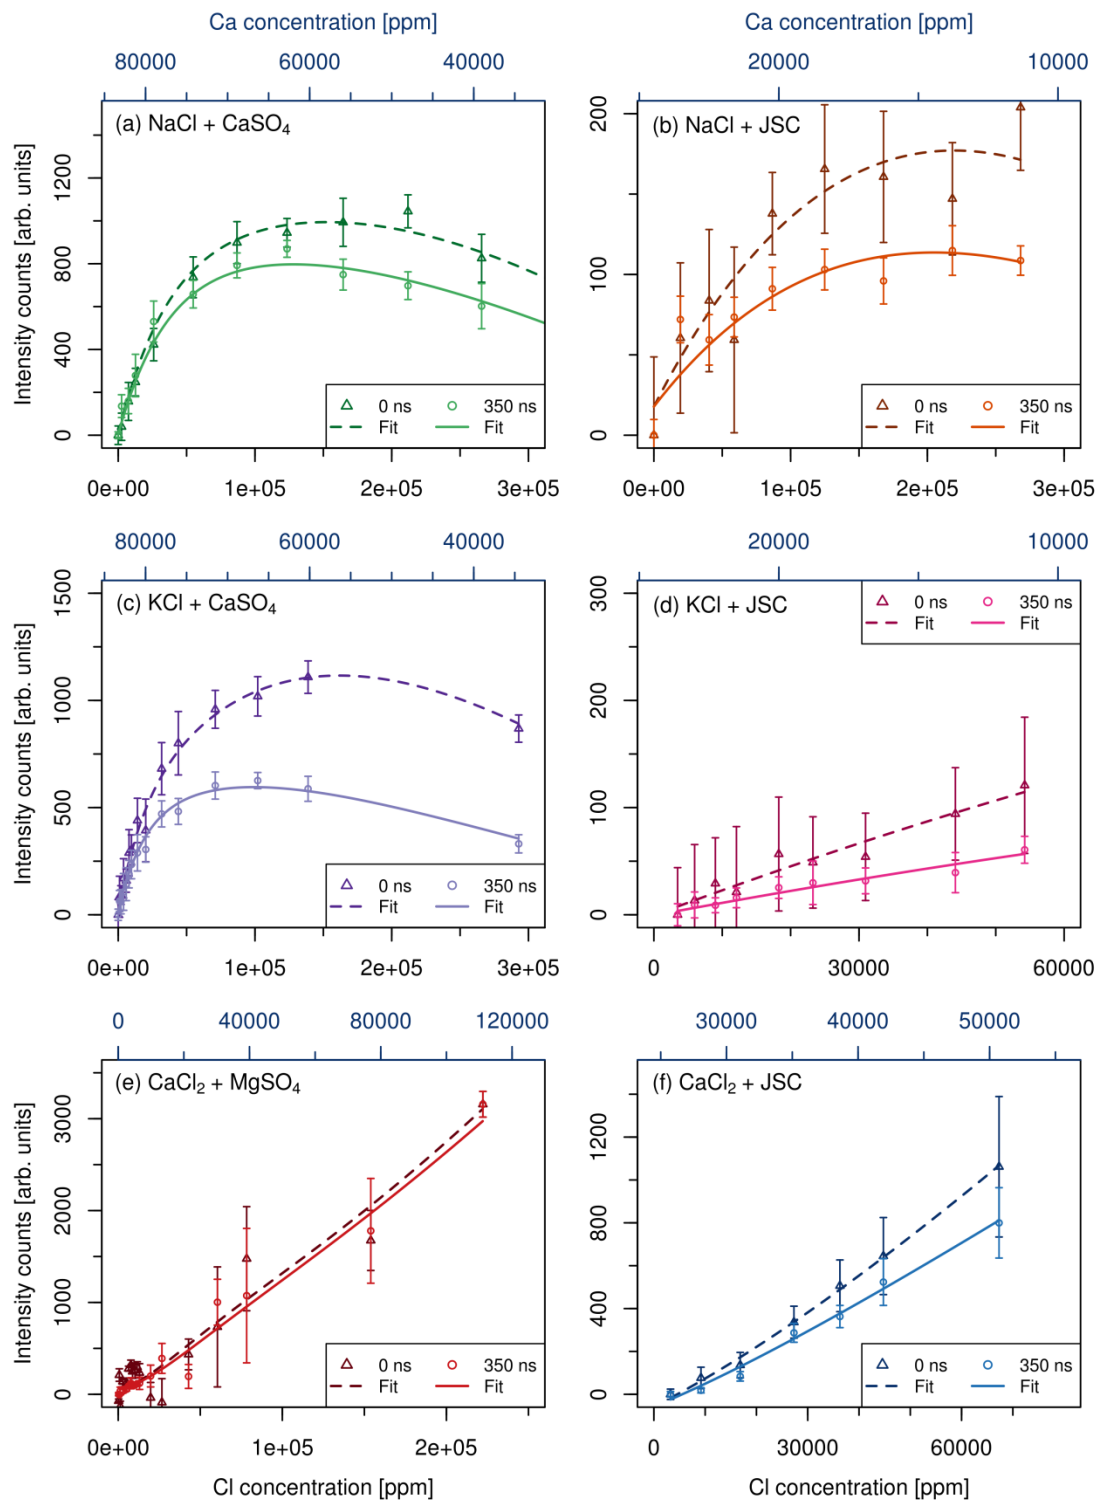 Ca concentration [ppm]
Ca concentration [ppm]
80000 60000 40000
20000 10000
(a) NaCl + CaSO₄
(b) NaCl + JSC
Intensity counts [arb. units]
0 400 800 1200
0 100 200
0 ns 350 ns
Fit Fit
0 ns 350 ns
Fit Fit
0e+00 1e+05 2e+05 3e+05
0e+00 1e+05 2e+05 3e+05
80000 60000 40000
20000 10000
(c) KCl + CaSO₄
(d) KCl + JSC
Intensity counts [arb. units]
0 500 1000 1500
0 100 200 300
0 ns 350 ns
Fit Fit
0 ns 350 ns
Fit Fit
0e+00 1e+05 2e+05 3e+05
0 30000 60000
0 40000 80000 120000
30000 40000 50000
(e) CaCl₂ + MgSO₄
(f) CaCl₂ + JSC
Intensity counts [arb. units]
0 1000 2000 3000
0 400 800 1200
0 ns 350 ns
Fit Fit
0 ns 350 ns
Fit Fit
0e+00 1e+05 2e+05
0 30000 60000
Cl concentration [ppm]
Cl concentration [ppm]